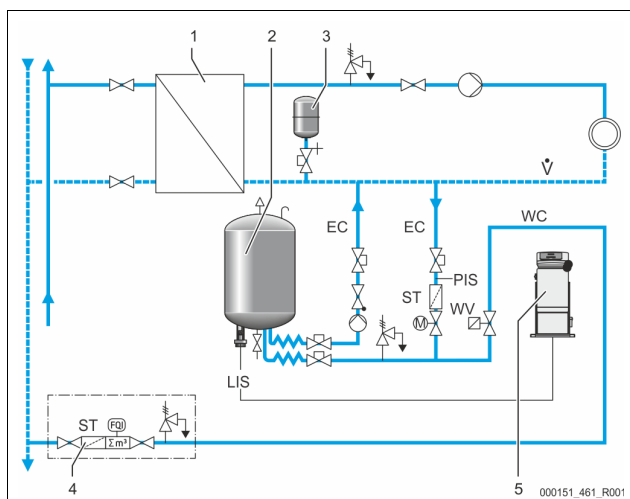 1
2
3
V̇
EC
EC
WC
PIS
ST
WV
M
LIS
ST
FQI
Σ m³
4
5
000151_461_R001